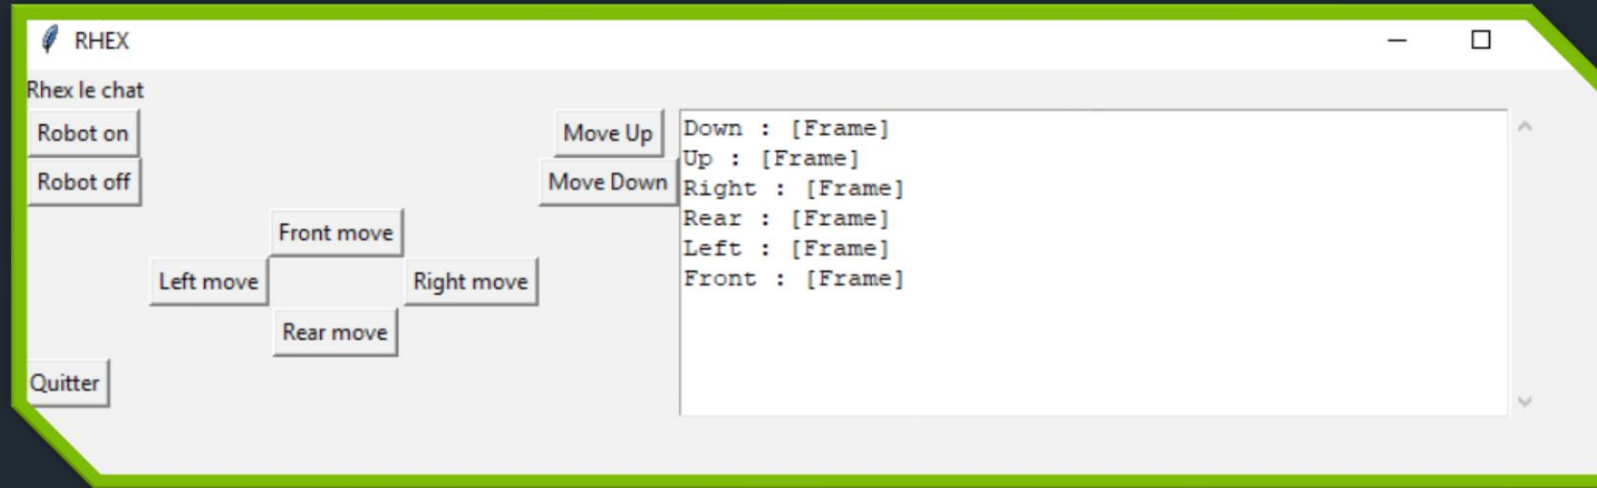 RHEX
Rhex le chat
Robot on
Move Up
Robot off
Move Down
Front move
Left move
Right move
Rear move
Quitter
Down : [Frame]
Up : [Frame]
Right : [Frame]
Rear : [Frame]
Left : [Frame]
Front : [Frame]